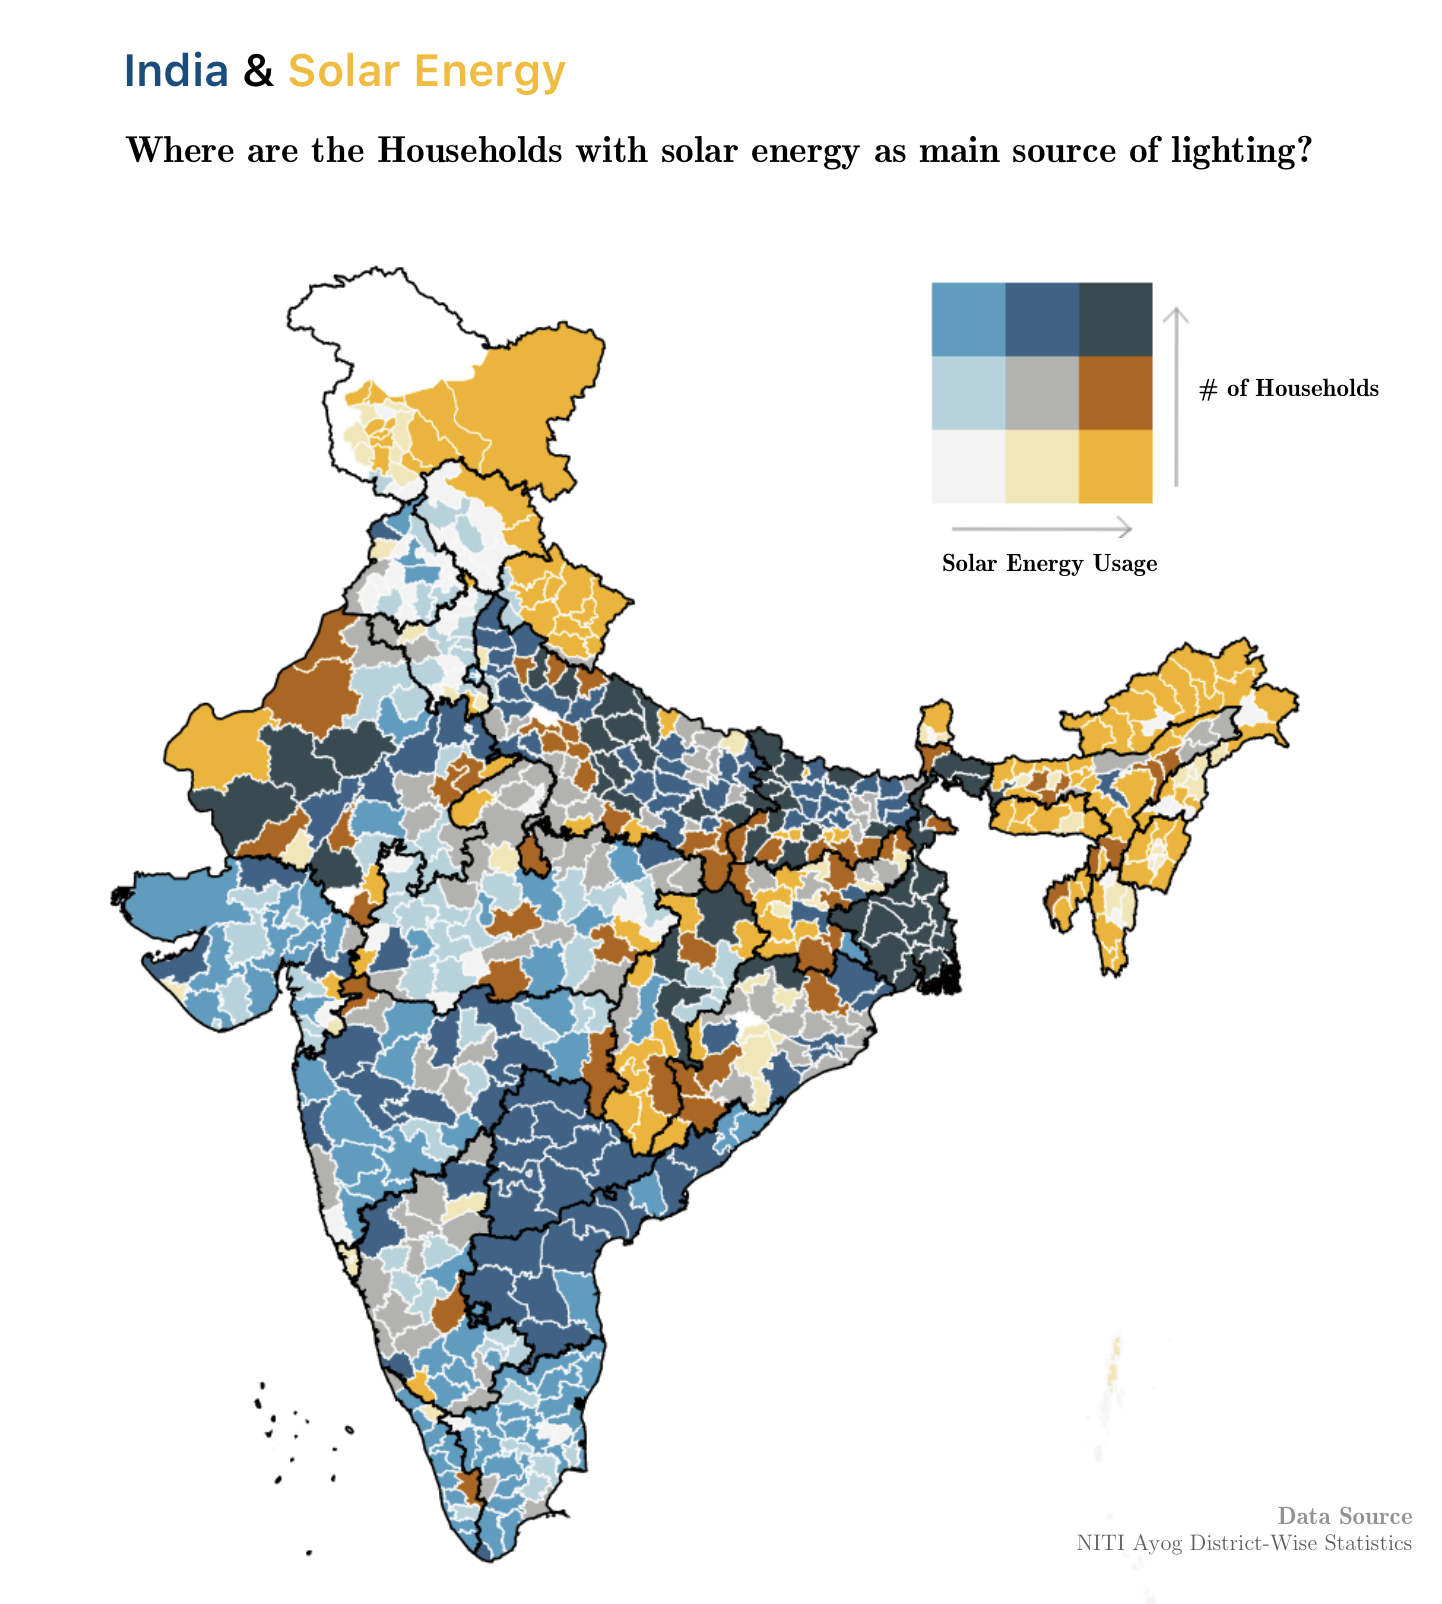 India & Solar Energy
Where are the Households with solar energy as main source of lighting?
# of Households
Solar Energy Usage
Data Source
NITI Ayog District-Wise Statistics